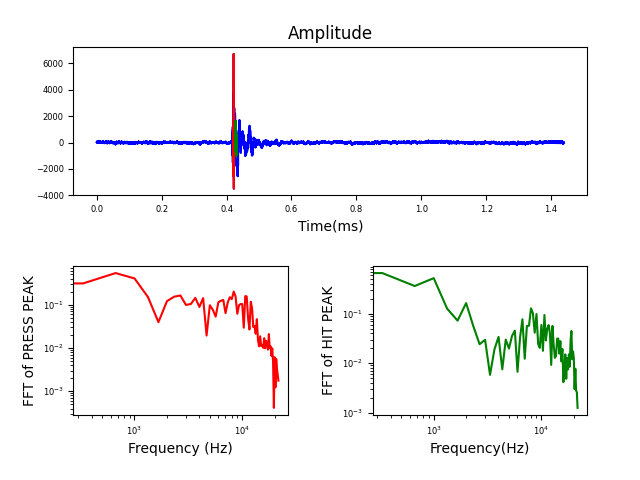 Amplitude
6000
4000
2000
0
−2000
−4000
0.0 0.2 0.4 0.6 0.8 1.0 1.2 1.4
Time(ms)
FFT of PRESS PEAK
10⁻¹
10⁻²
10⁻³
10³ 10⁴
Frequency (Hz)
FFT of HIT PEAK
10⁻¹
10⁻²
10⁻³
10³ 10⁴
Frequency(Hz)